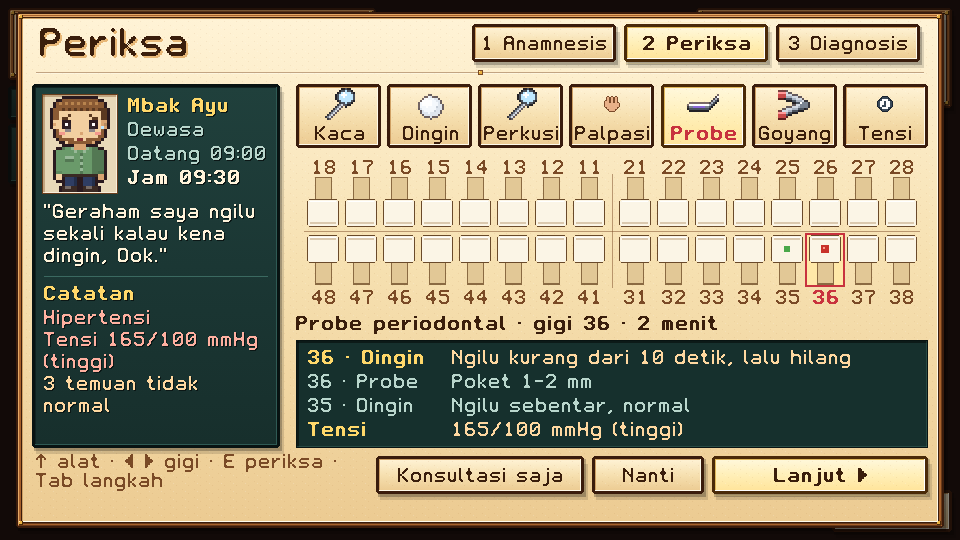 Periksa
1 Anamnesis
2 Periksa
3 Diagnosis
Mbak Ayu
Dewasa
Datang 09:00
Jam 09:30
"Geraham saya ngilu
sekali kalau kena
dingin, Dok."
Catatan
Hipertensi
Tensi 165/100 mmHg
(tinggi)
3 temuan tidak
normal
Kaca
Dingin
Perkusi
Palpasi
Probe
Goyang
Tensi
18 17 16 15 14 13 12 11 21 22 23 24 25 26 27 28
48 47 46 45 44 43 42 41 31 32 33 34 35 36 37 38
Probe periodontal · gigi 36 · 2 menit
36 · Dingin Ngilu kurang dari 10 detik, lalu hilang
36 · Probe Poket 1-2 mm
35 · Dingin Ngilu sebentar, normal
Tensi 165/100 mmHg (tinggi)
↑ alat · ◀ ▶ gigi · E periksa ·
Tab langkah
Konsultasi saja
Nanti
Lanjut ▶